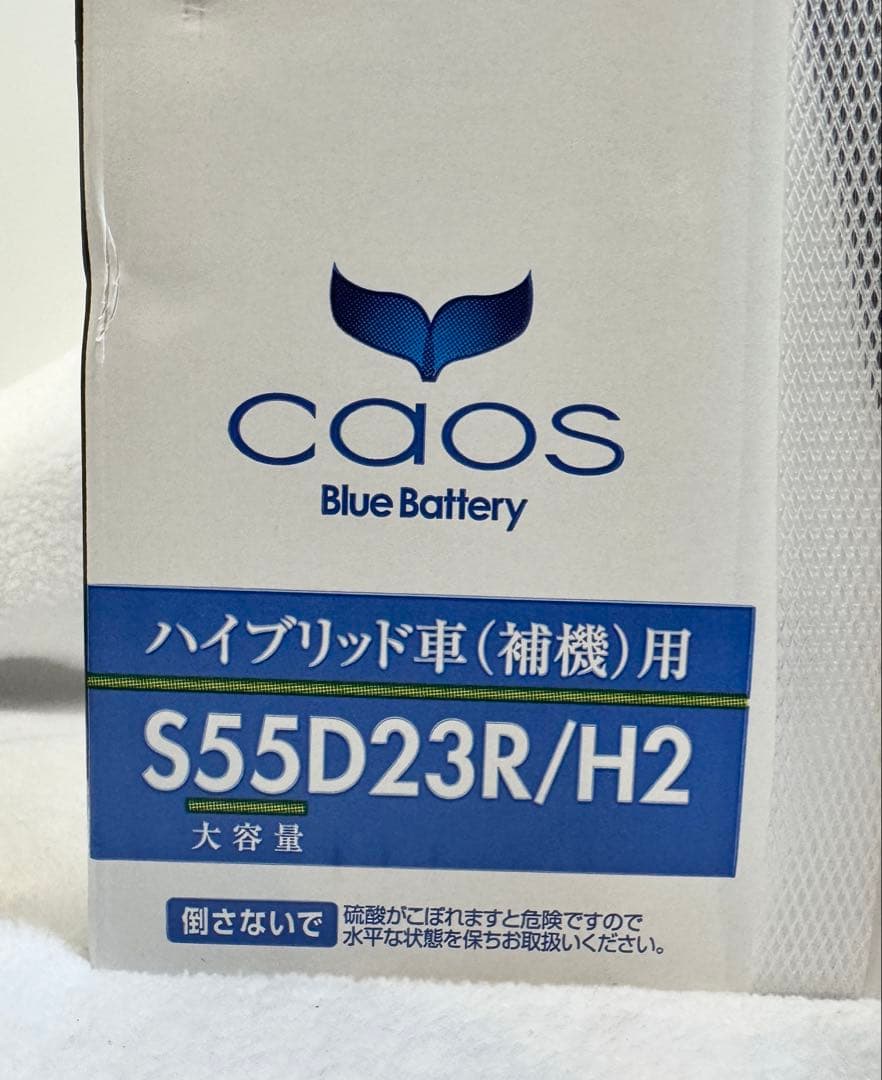 caos
Blue Battery
ハイブリッド車(補機)用
S55D23R/H2
大容量
倒さないで
硫酸がこぼれますと危険ですので
水平な状態を保ちお取扱いください。